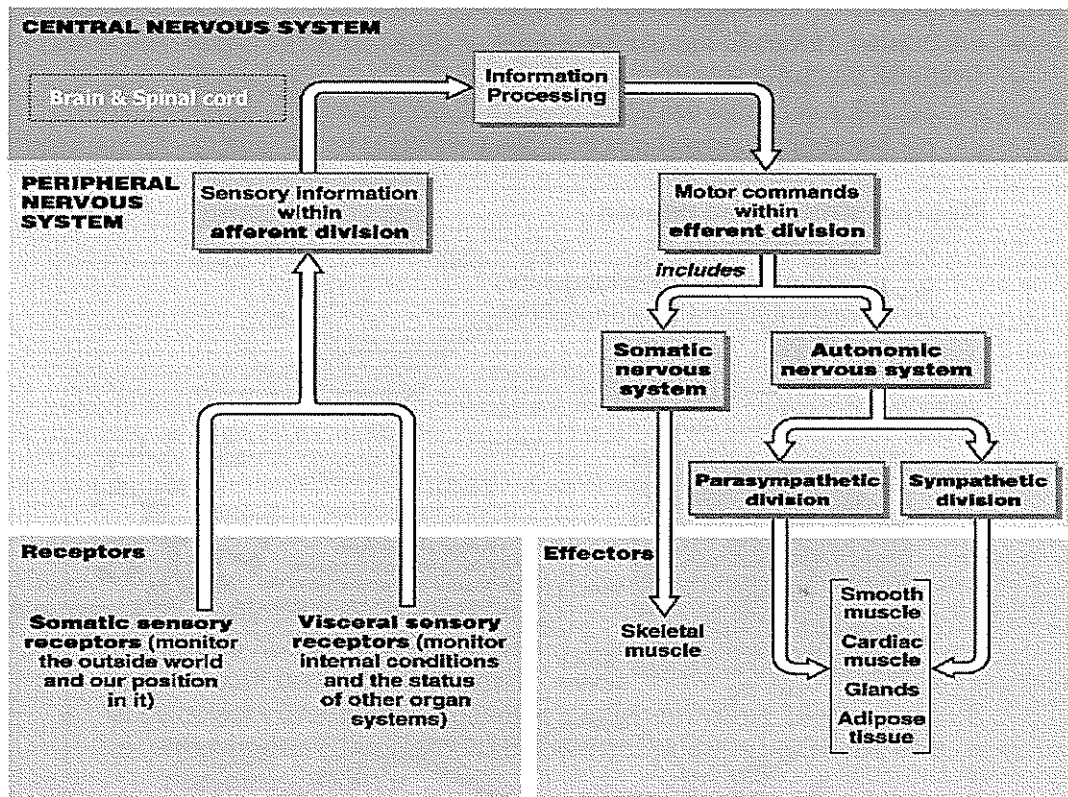 CENTRAL NERVOUS SYSTEM
Brain & Spinal cord
Information
Processing
PERIPHERAL
NERVOUS
SYSTEM
Sensory information
within
afferent division
Motor commands
within
efferent division
includes
Somatic
nervous
system
Autonomic
nervous system
Parasympathetic
division
Sympathetic
division
Receptors
Somatic sensory
receptors (monitor
the outside world
and our position
in it)
Visceral sensory
receptors (monitor
internal conditions
and the status
of other organ
systems)
Effectors
Skeletal
muscle
Smooth
muscle
Cardiac
muscle
Glands
Adipose
tissue